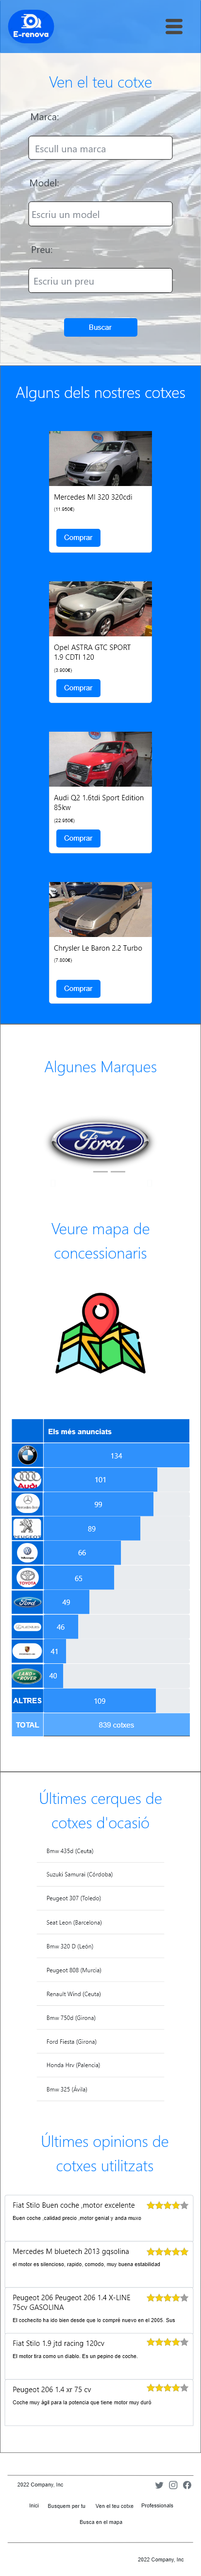 E-renova
Ven el teu cotxe
Marca:
Escull una marca
Model:
Escriu un model
Preu:
Escriu un preu
Buscar
Alguns dels nostres cotxes
Mercedes Ml 320 320cdi
(11.950€)
Comprar
Opel ASTRA GTC SPORT
1.9 CDTI 120
(3.900€)
Comprar
Audi Q2 1.6tdi Sport Edition
85kw
(22.950€)
Comprar
Chrysler Le Baron 2.2 Turbo
(7.800€)
Comprar
Algunes Marques
Ford
Veure mapa de
concessionaris
Els més anunciats
134
Audi
101
99
PEUGEOT
89
66
TOYOTA
65
Ford
49
LEXUS
46
41
LAND ROVER
40
ALTRES
109
TOTAL
839 cotxes
Últimes cerques de
cotxes d'ocasió
Bmw 435d (Ceuta)
Suzuki Samurai (Córdoba)
Peugeot 307 (Toledo)
Seat Leon (Barcelona)
Bmw 320 D (León)
Peugeot 808 (Murcia)
Renault Wind (Ceuta)
Bmw 750d (Girona)
Ford Fiesta (Girona)
Honda Hrv (Palencia)
Bmw 325 (Ávila)
Últimes opinions de
cotxes utilitzats
Fiat Stilo Buen coche ,motor excelente
Buen coche ,calidad precio ,motor genial y anda muxo
Mercedes M bluetech 2013 gqsolina
el motor es silencioso, rapido, comodo, muy buena estabilidad
Peugeot 206 Peugeot 206 1.4 X-LINE
75cv GASOLINA
El cochecito ha ido bien desde que lo compré nuevo en el 2005. Sus
Fiat Stilo 1.9 jtd racing 120cv
El motor tira como un diablo. Es un pepino de coche.
Peugeot 206 1.4 xr 75 cv
Coche muy ágil para la potencia que tiene motor muy duró
2022 Company, Inc
Inici
Busquem per tu
Ven el teu cotxe
Professionals
Busca en el mapa
2022 Company, Inc